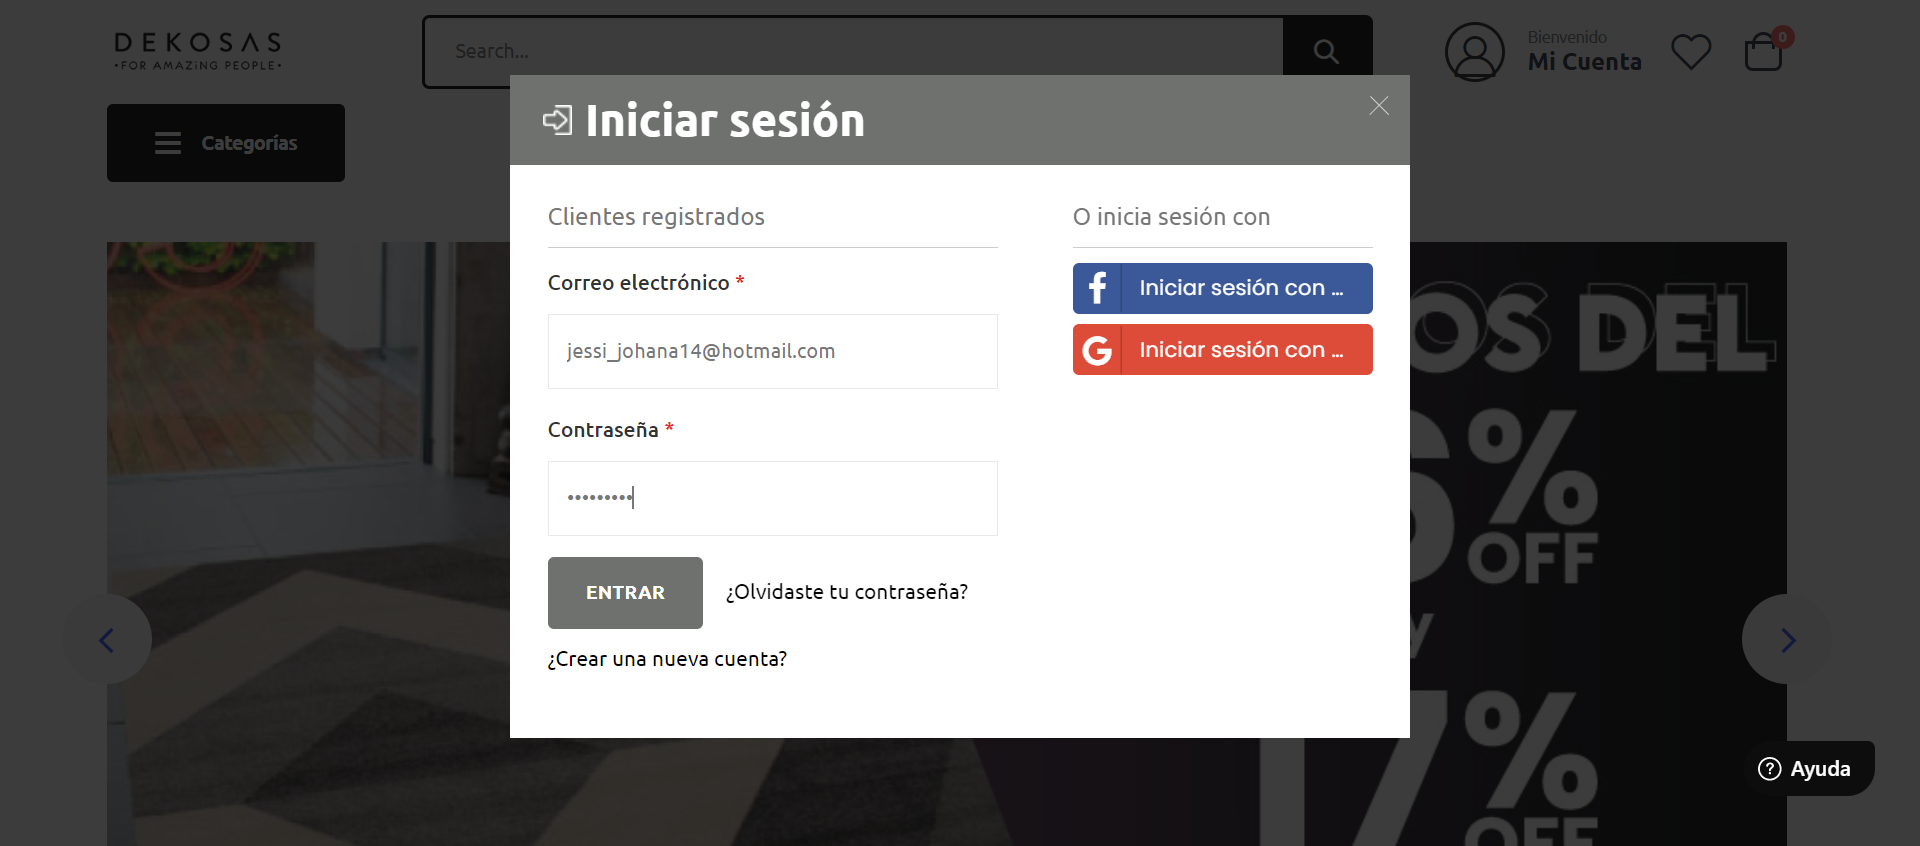 DEKOSAS
•FOR AMAZiNG PEOPLE•
Search...
Bienvenido
Mi Cuenta
0
Categorías
Iniciar sesión
Clientes registrados
Correo electrónico *
jessi_johana14@hotmail.com
Contraseña *
•••••••••
ENTRAR
¿Olvidaste tu contraseña?
¿Crear una nueva cuenta?
O inicia sesión con
Iniciar sesión con ...
Iniciar sesión con ...
OS DEL
6%
OFF
y
17%
OFF
Ayuda